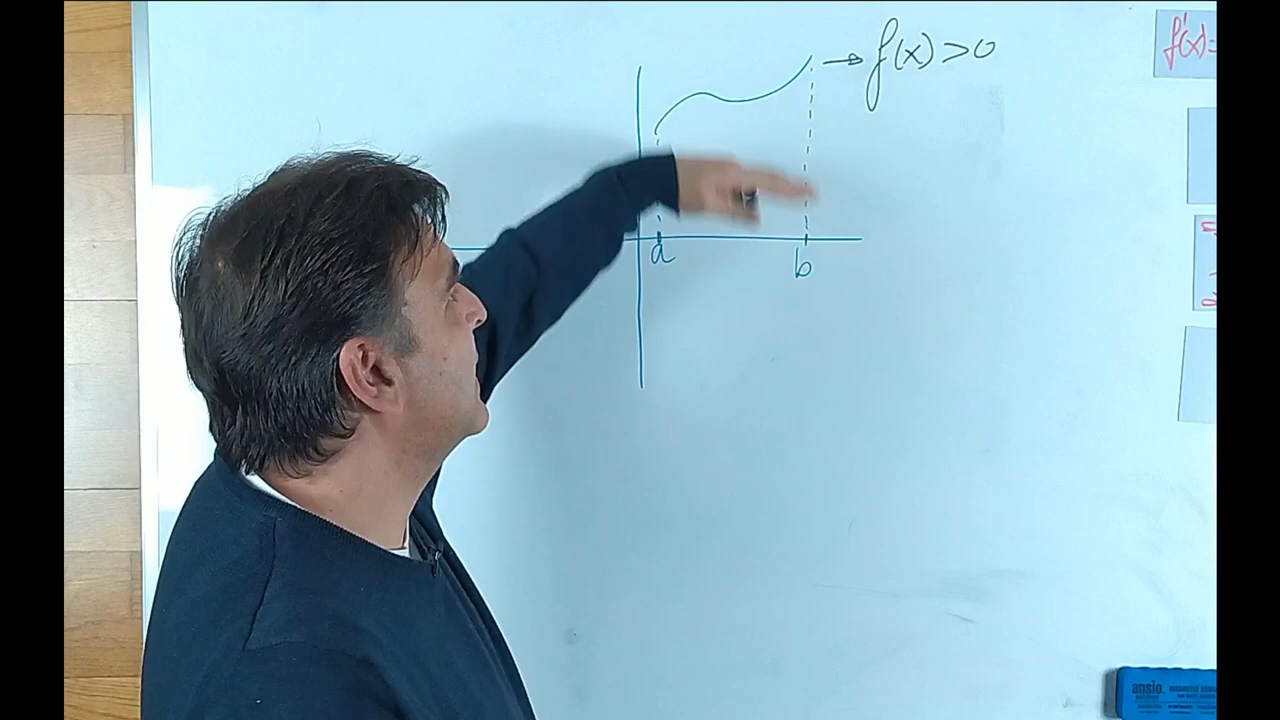 f(x) > 0
f'(x)=
a
b
ansio.